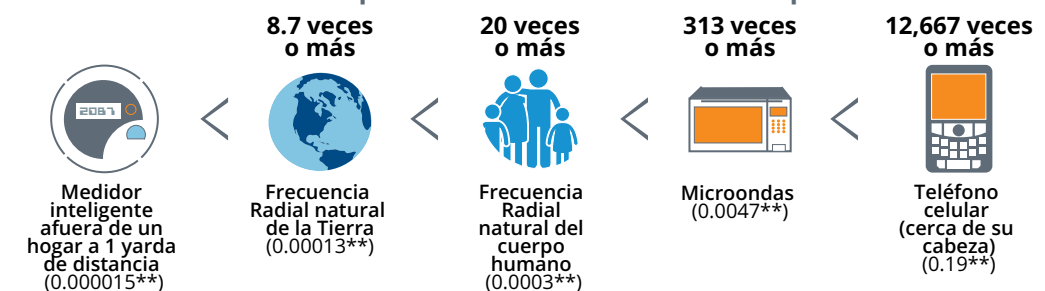 8.7 veces
o más
20 veces
o más
313 veces
o más
12,667 veces
o más
2087
Medidor
inteligente
afuera de un
hogar a 1 yarda
de distancia
(0.000015**)
Frecuencia
Radial natural
de la Tierra
(0.00013**)
Frecuencia
Radial
natural del
cuerpo
humano
(0.0003**)
Microondas
(0.0047**)
Teléfono
celular
(cerca de su
cabeza)
(0.19**)